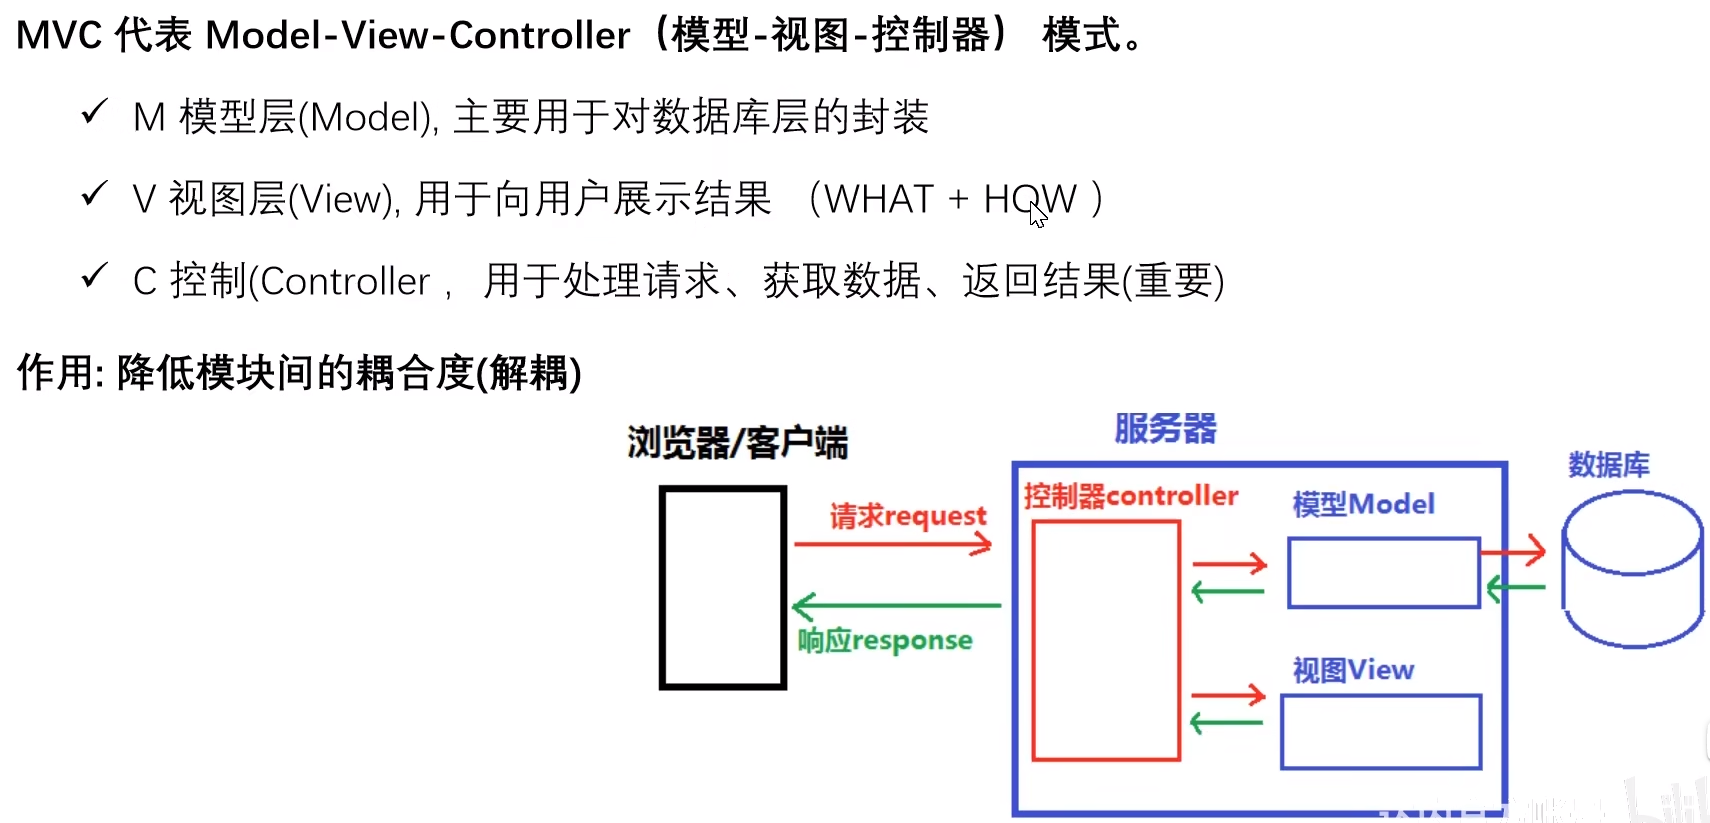 MVC 代表 Model-View-Controller（模型-视图-控制器） 模式。
✓ M 模型层(Model), 主要用于对数据库层的封装
✓ V 视图层(View), 用于向用户展示结果 （WHAT + HOW ）
✓ C 控制(Controller ， 用于处理请求、获取数据、返回结果(重要)
作用: 降低模块间的耦合度(解耦)
浏览器/客户端
服务器
数据库
请求request
控制器controller
模型Model
响应response
视图View